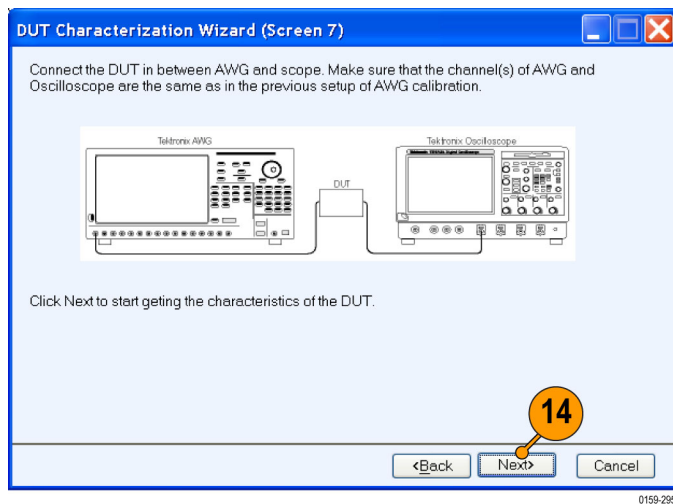 DUT Characterization Wizard (Screen 7)
Connect the DUT in between AWG and scope. Make sure that the channel(s) of AWG and
Oscilloscope are the same as in the previous setup of AWG calibration.
Tektronix AWG
Tektronix Oscilloscope
DUT
Click Next to start geting the characteristics of the DUT.
14
<Back
Next>
Cancel
0159-295